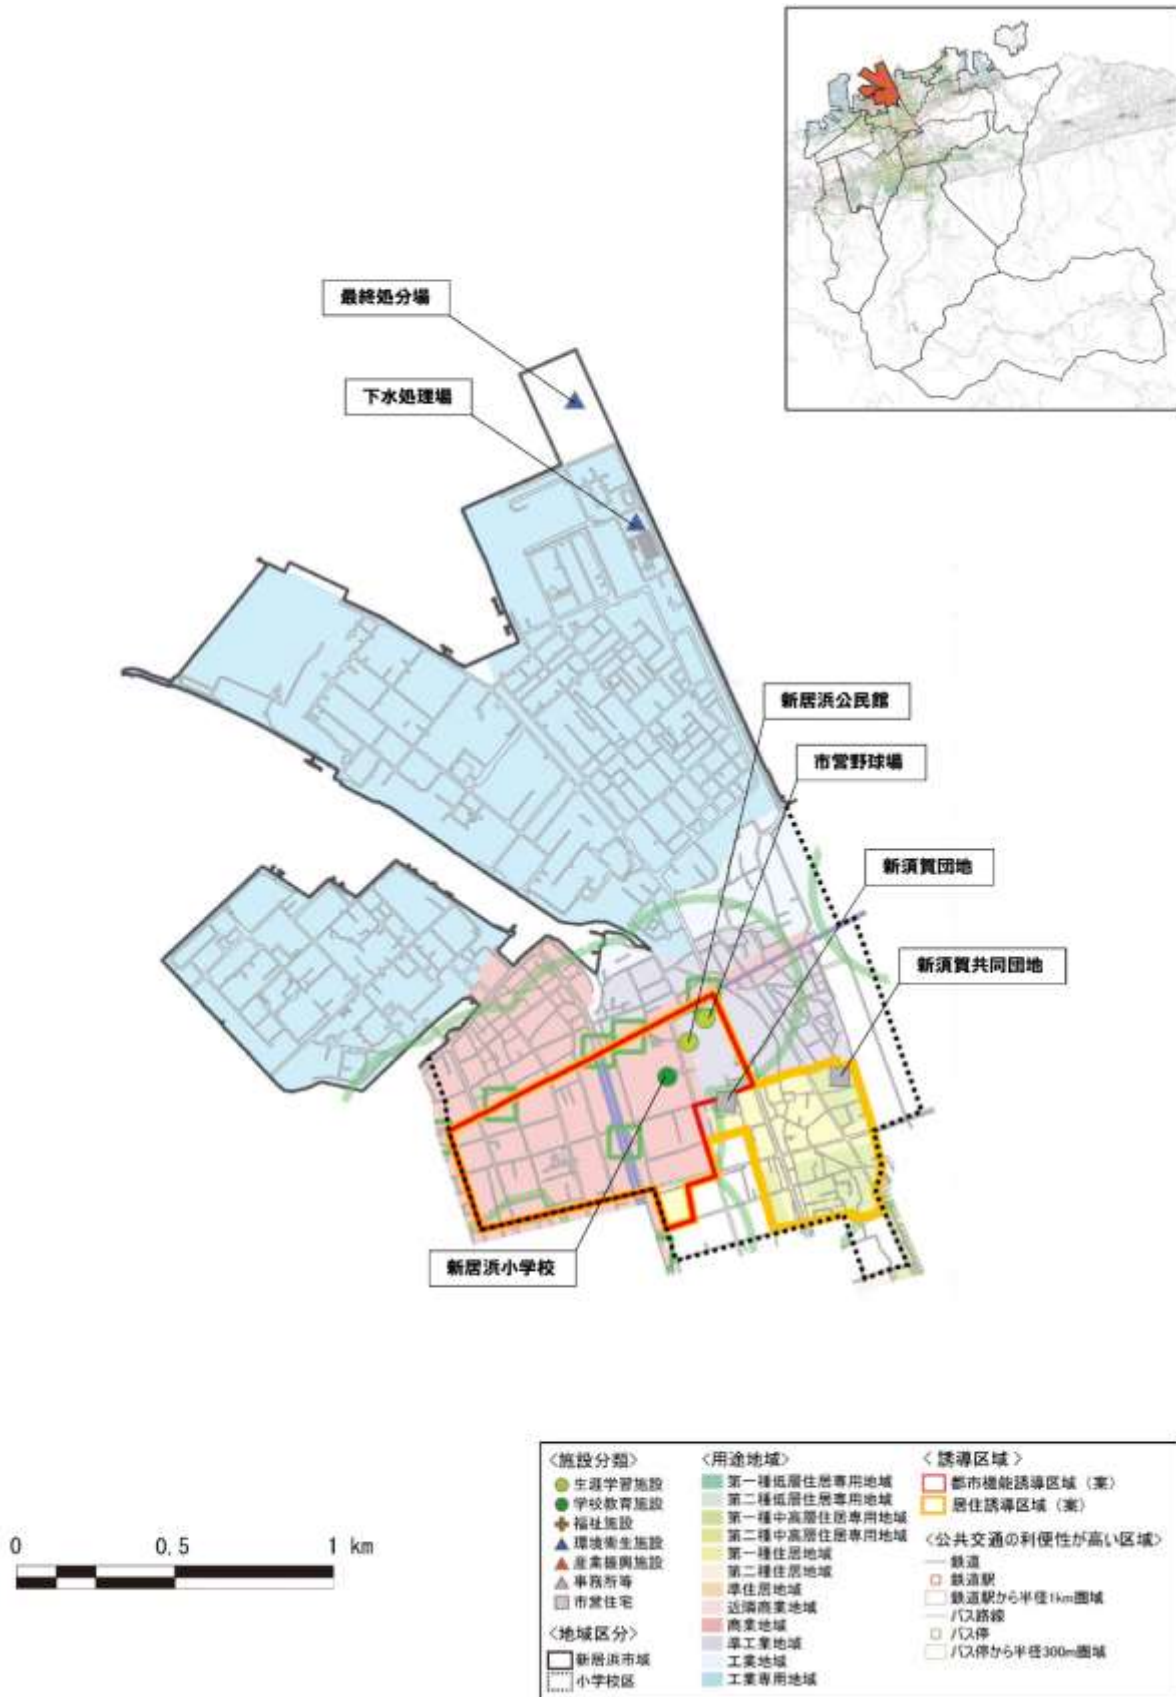 最終処分場
下水処理場
新居浜公民館
市営野球場
新須賀団地
新須賀共同団地
新居浜小学校
0 0.5 1 km
<施設分類>
生涯学習施設
学校教育施設
福祉施設
環境衛生施設
産業振興施設
事務所等
市営住宅
<地域区分>
新居浜市域
小学校区
<用途地域>
第一種低層住居専用地域
第二種低層住居専用地域
第一種中高層住居専用地域
第二種中高層住居専用地域
第一種住居地域
第二種住居地域
準住居地域
近隣商業地域
商業地域
準工業地域
工業地域
工業専用地域
<誘導区域>
都市機能誘導区域（案）
居住誘導区域（案）
<公共交通の利便性が高い区域>
鉄道
鉄道駅
鉄道駅から半径1km圏域
バス路線
バス停
バス停から半径300m圏域